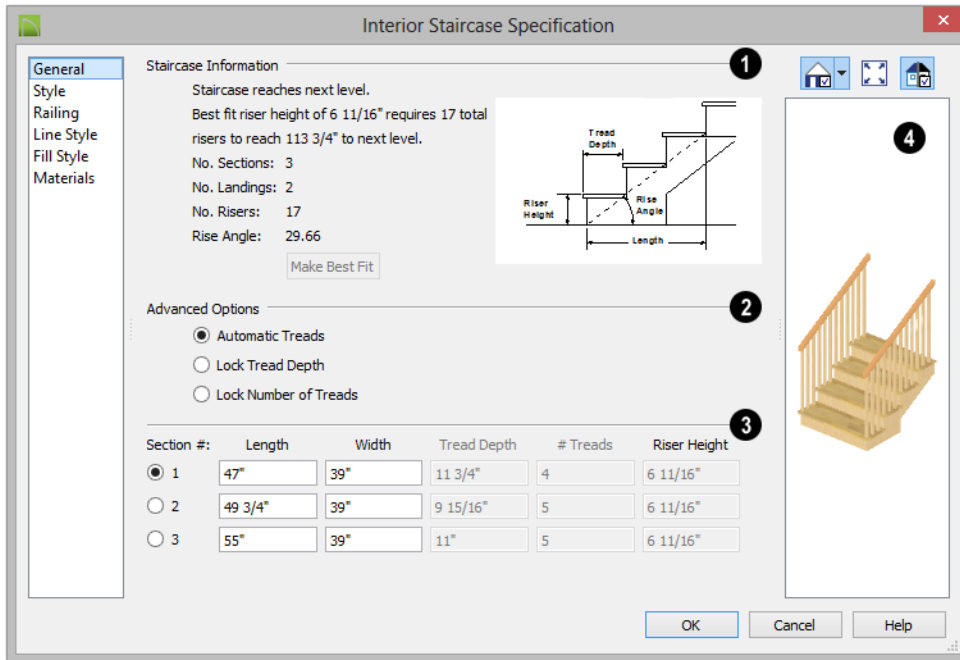 Interior Staircase Specification
General
Style
Railing
Line Style
Fill Style
Materials
Staircase Information
1
Staircase reaches next level.
Best fit riser height of 6 11/16" requires 17 total
risers to reach 113 3/4" to next level.
No. Sections: 3
No. Landings: 2
No. Risers: 17
Rise Angle: 29.66
Make Best Fit
Tread
Depth
Riser
Height
Rise
Angle
Length
Advanced Options
2
Automatic Treads
Lock Tread Depth
Lock Number of Treads
3
Section #: Length Width Tread Depth # Treads Riser Height
1 47" 39" 11 3/4" 4 6 11/16"
2 49 3/4" 39" 9 15/16" 5 6 11/16"
3 55" 39" 11" 5 6 11/16"
4
OK Cancel Help